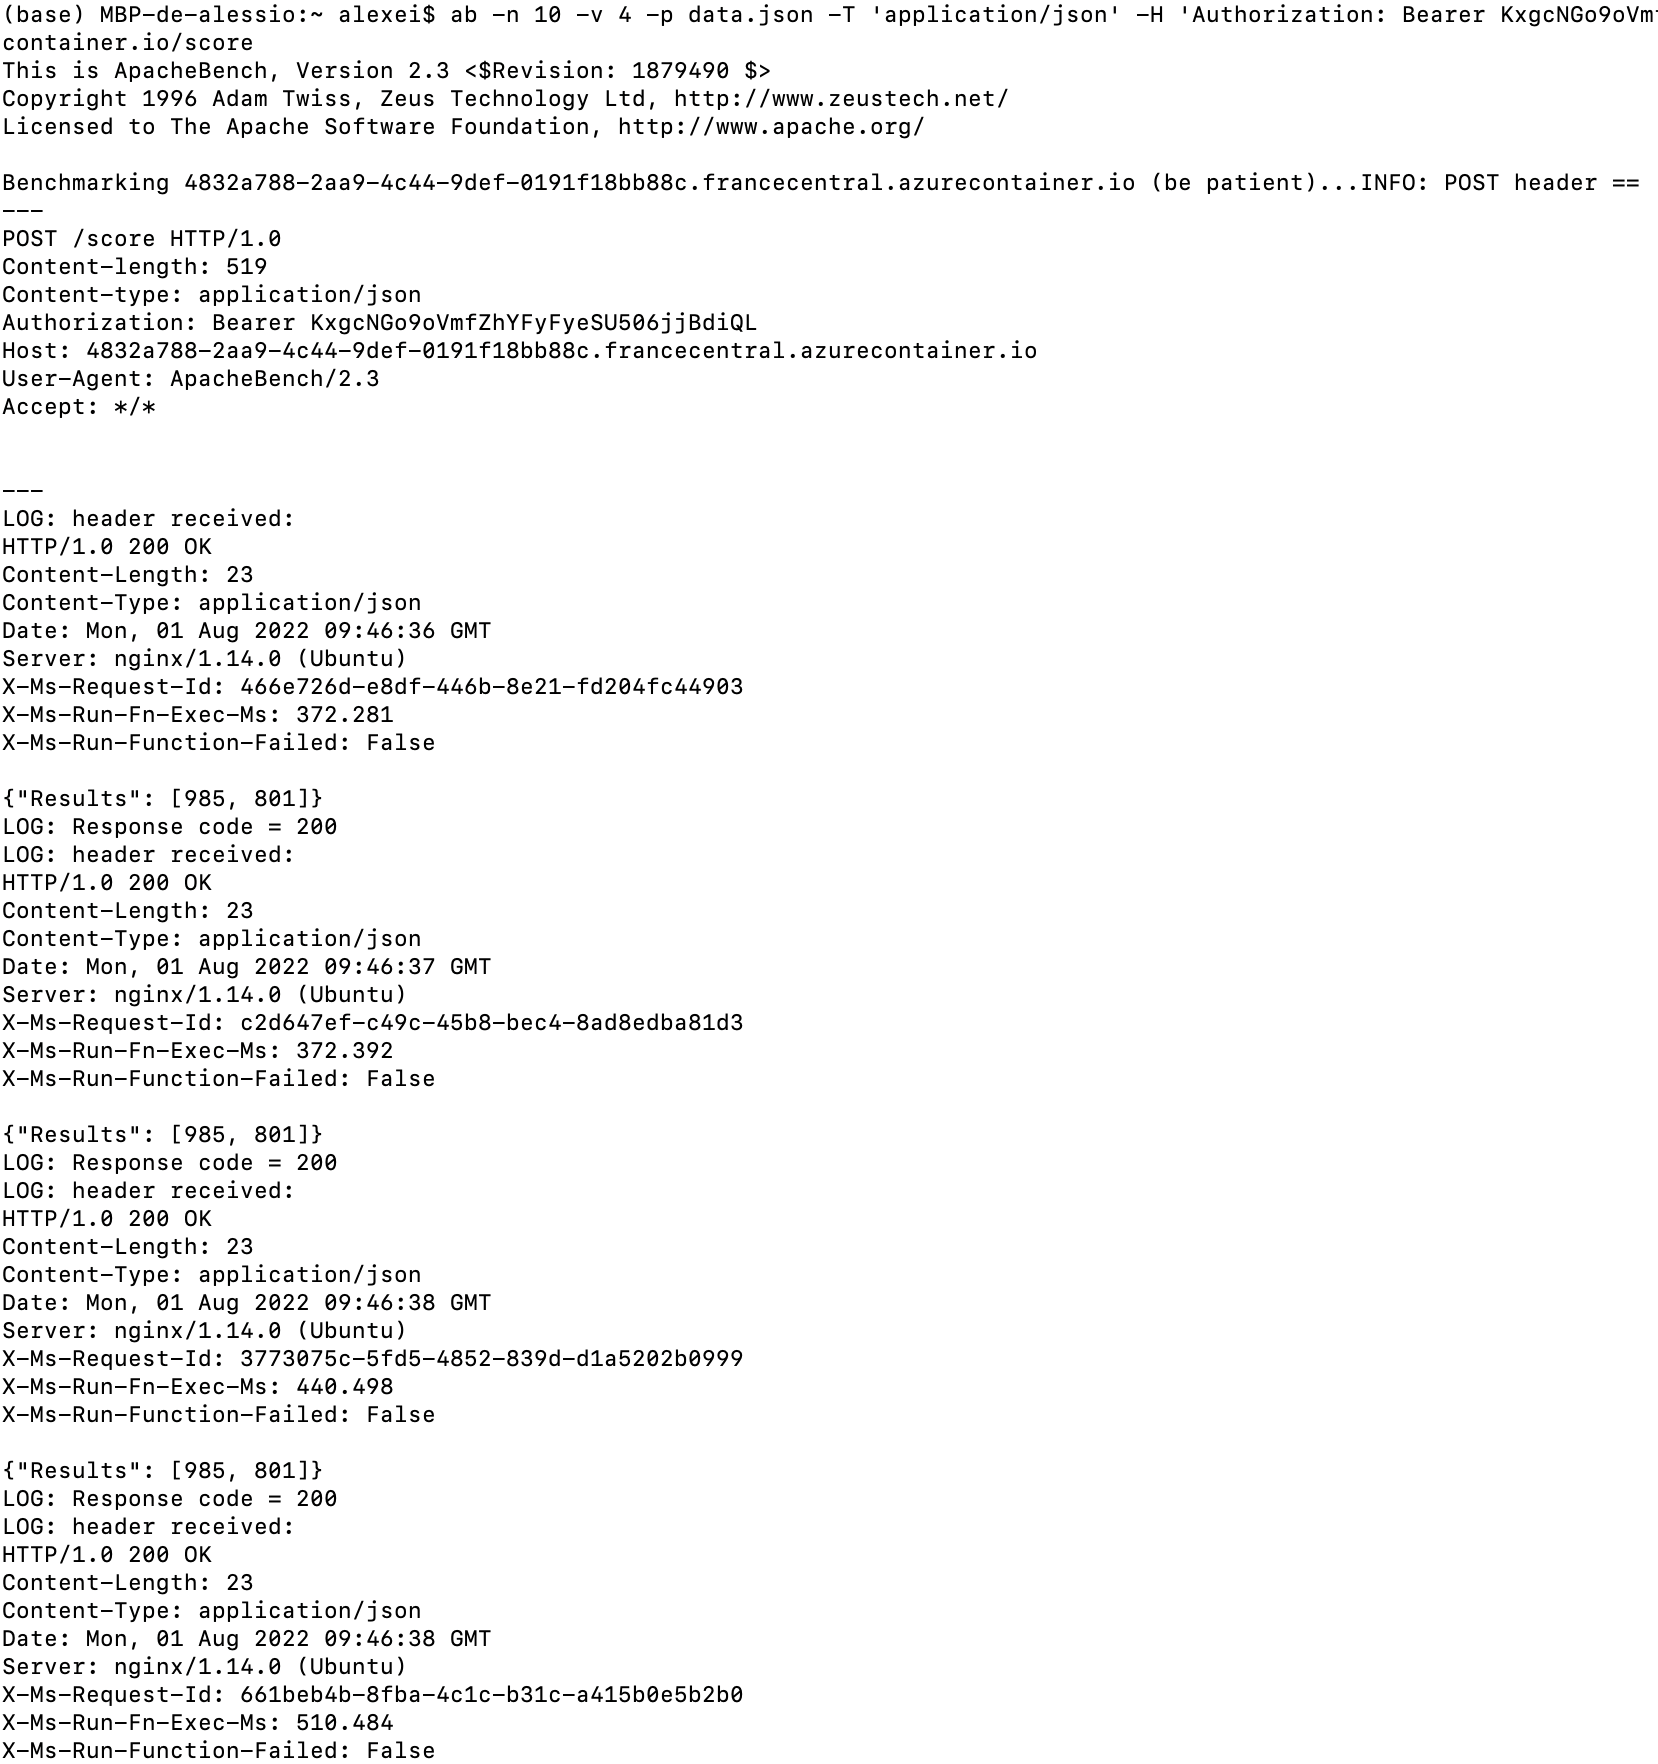 (base) MBP-de-alessio:~ alexei$ ab -n 10 -v 4 -p data.json -T 'application/json' -H 'Authorization: Bearer KxgcNGo9oVm
container.io/score
This is ApacheBench, Version 2.3 <$Revision: 1879490 $>
Copyright 1996 Adam Twiss, Zeus Technology Ltd, http://www.zeustech.net/
Licensed to The Apache Software Foundation, http://www.apache.org/
Benchmarking 4832a788-2aa9-4c44-9def-0191f18bb88c.francecentral.azurecontainer.io (be patient)...INFO: POST header ==
---
POST /score HTTP/1.0
Content-length: 519
Content-type: application/json
Authorization: Bearer KxgcNGo9oVmfZhYFyFyeSU506jjBdiQL
Host: 4832a788-2aa9-4c44-9def-0191f18bb88c.francecentral.azurecontainer.io
User-Agent: ApacheBench/2.3
Accept: */*
---
LOG: header received:
HTTP/1.0 200 OK
Content-Length: 23
Content-Type: application/json
Date: Mon, 01 Aug 2022 09:46:36 GMT
Server: nginx/1.14.0 (Ubuntu)
X-Ms-Request-Id: 466e726d-e8df-446b-8e21-fd204fc44903
X-Ms-Run-Fn-Exec-Ms: 372.281
X-Ms-Run-Function-Failed: False
{"Results": [985, 801]}
LOG: Response code = 200
LOG: header received:
HTTP/1.0 200 OK
Content-Length: 23
Content-Type: application/json
Date: Mon, 01 Aug 2022 09:46:37 GMT
Server: nginx/1.14.0 (Ubuntu)
X-Ms-Request-Id: c2d647ef-c49c-45b8-bec4-8ad8edba81d3
X-Ms-Run-Fn-Exec-Ms: 372.392
X-Ms-Run-Function-Failed: False
{"Results": [985, 801]}
LOG: Response code = 200
LOG: header received:
HTTP/1.0 200 OK
Content-Length: 23
Content-Type: application/json
Date: Mon, 01 Aug 2022 09:46:38 GMT
Server: nginx/1.14.0 (Ubuntu)
X-Ms-Request-Id: 3773075c-5fd5-4852-839d-d1a5202b0999
X-Ms-Run-Fn-Exec-Ms: 440.498
X-Ms-Run-Function-Failed: False
{"Results": [985, 801]}
LOG: Response code = 200
LOG: header received:
HTTP/1.0 200 OK
Content-Length: 23
Content-Type: application/json
Date: Mon, 01 Aug 2022 09:46:38 GMT
Server: nginx/1.14.0 (Ubuntu)
X-Ms-Request-Id: 661beb4b-8fba-4c1c-b31c-a415b0e5b2b0
X-Ms-Run-Fn-Exec-Ms: 510.484
X-Ms-Run-Function-Failed: False